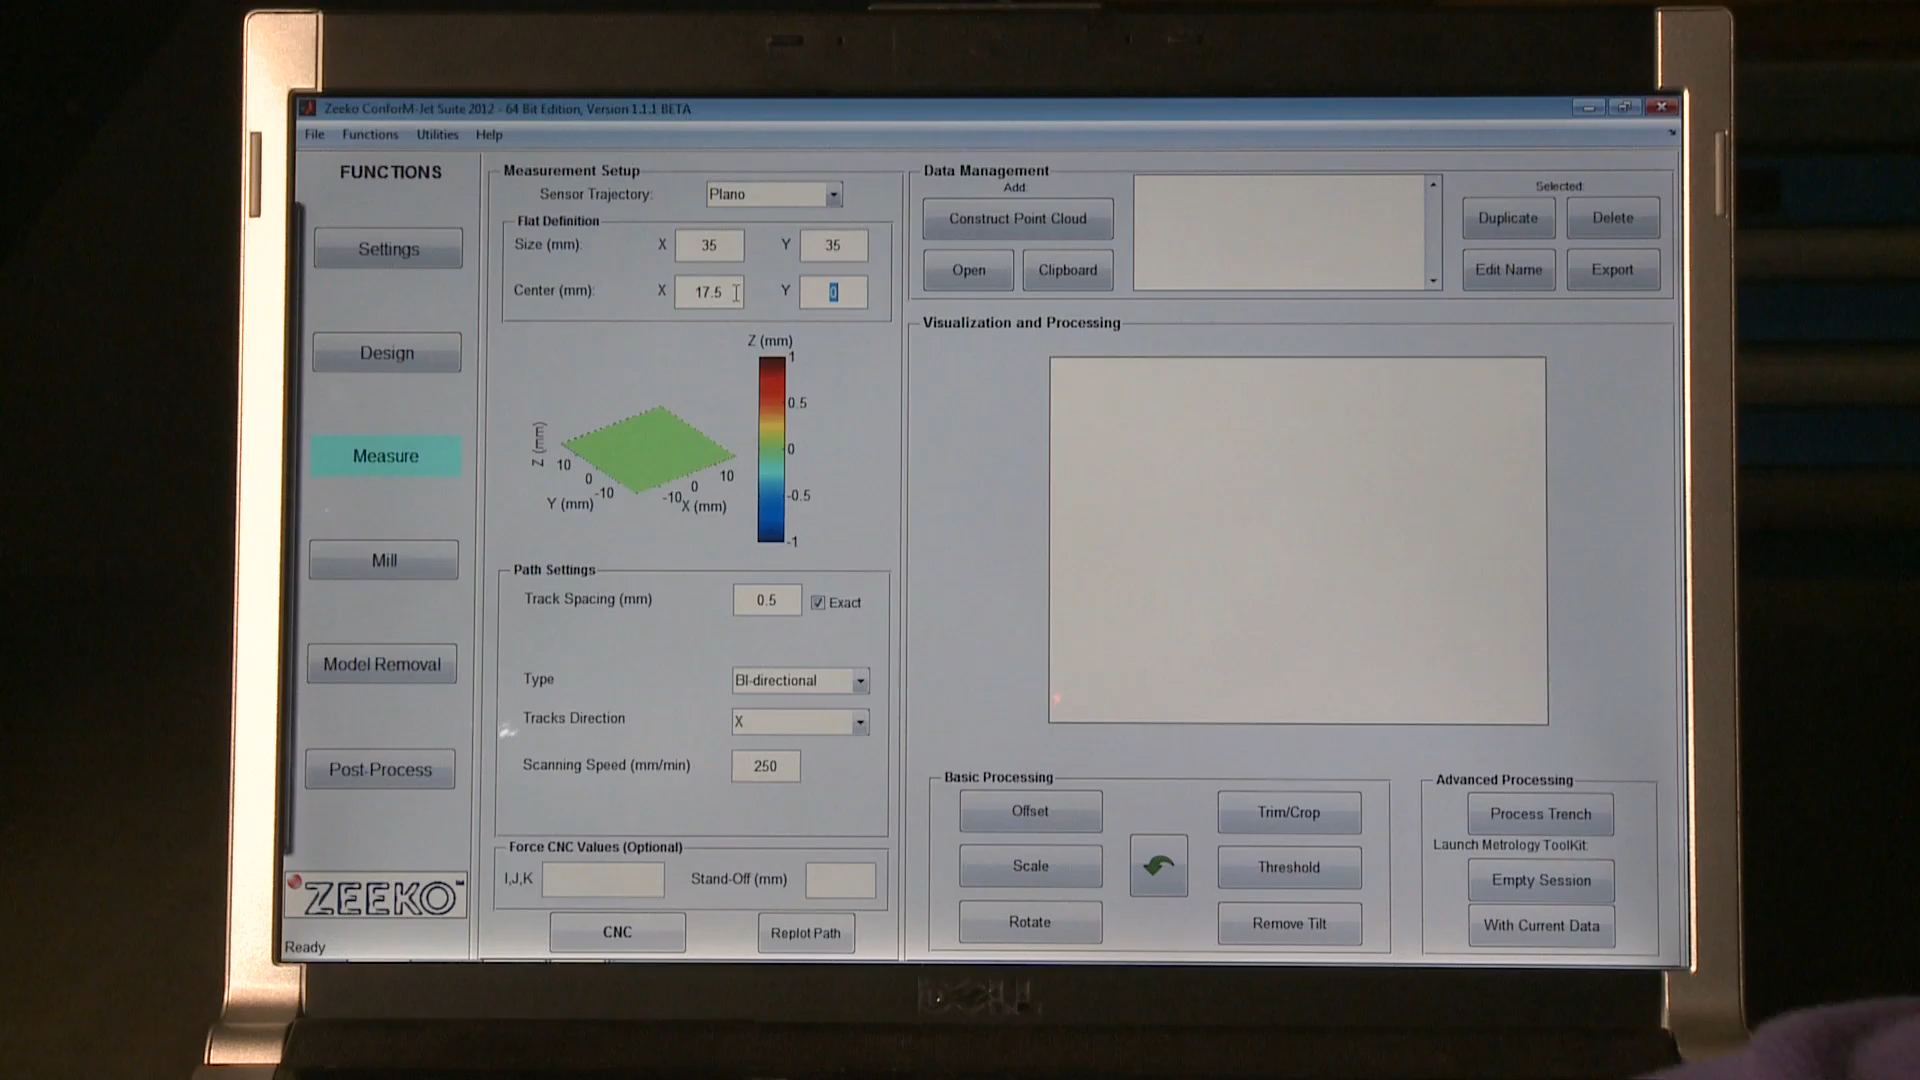 Zeeko ConforM-Jet Suite 2012 - 64 Bit Edition, Version 1.1.1 BETA
File Functions Utilities Help
FUNCTIONS
Settings
Design
Measure
Mill
Model Removal
Post-Process
ZEEKO™
Ready
Measurement Setup
Sensor Trajectory: Plano
Flat Definition
Size (mm): X 35 Y 35
Center (mm): X 17.5 Y 0
Z (mm)
1
0.5
0
-0.5
-1
Z (mm)
10
0
-10
Y (mm)
10
0
-10
X (mm)
Path Settings
Track Spacing (mm) 0.5 Exact
Type BI-directional
Tracks Direction X
Scanning Speed (mm/min) 250
Force CNC Values (Optional)
I,J,K Stand-Off (mm)
CNC Replot Path
Data Management
Add:
Construct Point Cloud
Open Clipboard
Selected:
Duplicate Delete
Edit Name Export
Visualization and Processing
Basic Processing
Offset Trim/Crop
Scale Threshold
Rotate Remove Tilt
Advanced Processing
Process Trench
Launch Metrology ToolKit:
Empty Session
With Current Data
DELL